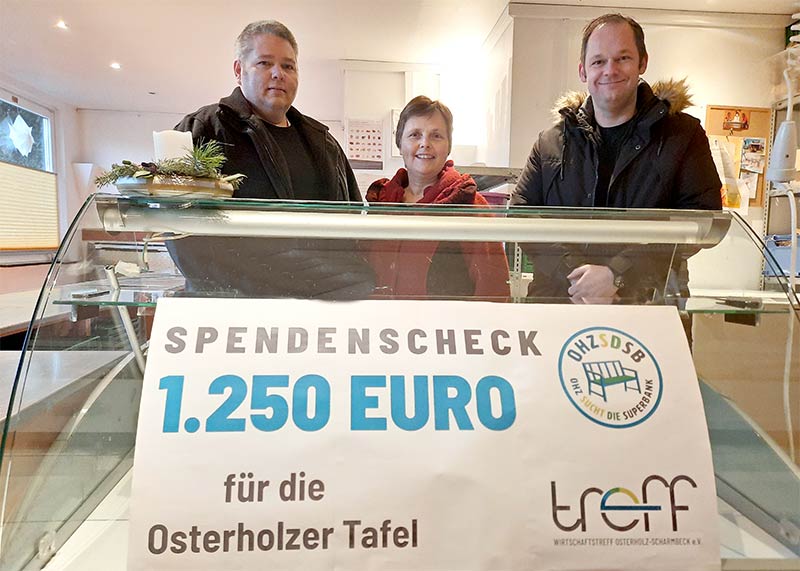 SPENDENSCHECK
1.250 EURO
für die
Osterholzer Tafel
OHZSDSB
OHZ SUCHT DIE SUPERBANK
treff
WIRTSCHAFTSTREFF OSTERHOLZ-SCHARMBECK e.V.